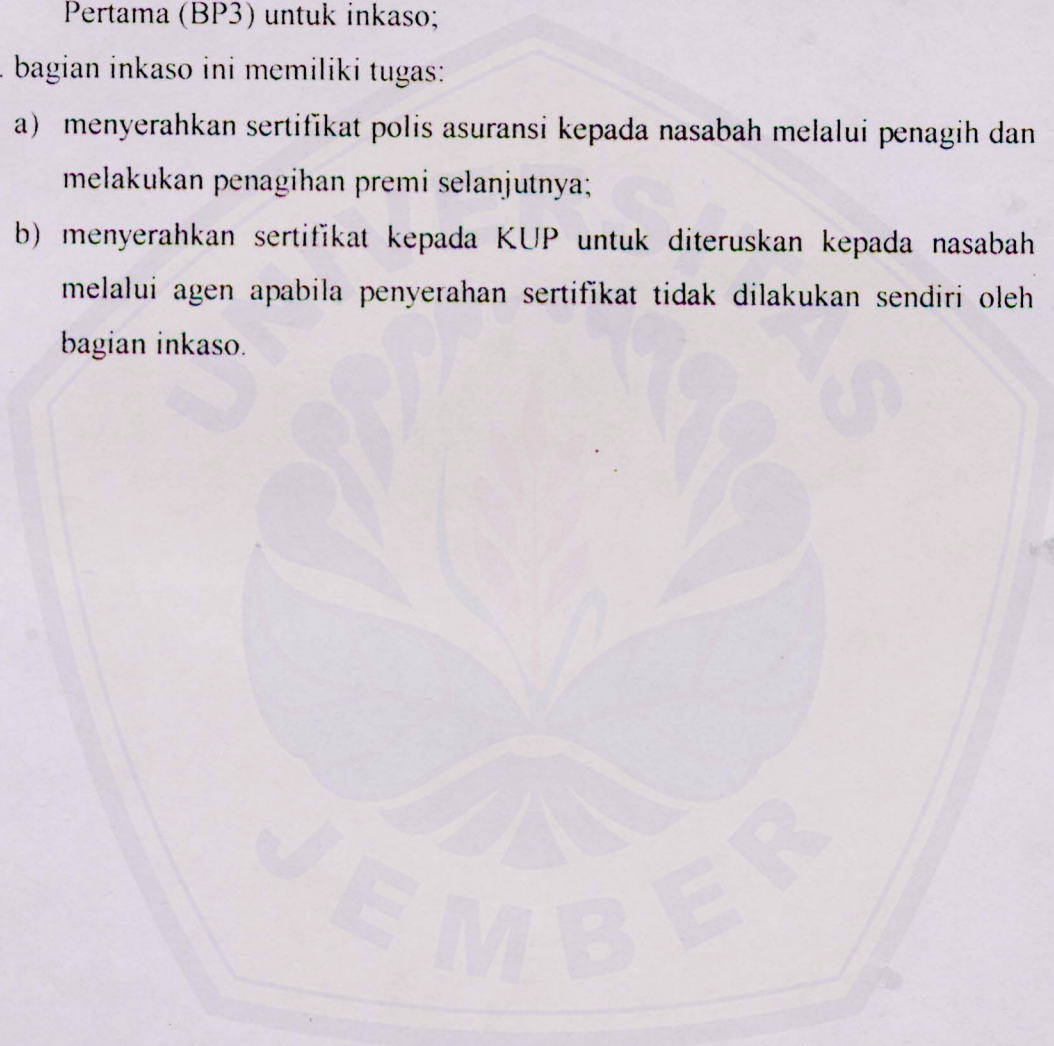 Pertama (BP3) untuk inkaso;
. bagian inkaso ini memiliki tugas:
a) menyerahkan sertifikat polis asuransi kepada nasabah melalui penagih dan
melakukan penagihan premi selanjutnya;
b) menyerahkan sertifikat kepada KUP untuk diteruskan kepada nasabah
melalui agen apabila penyerahan sertifikat tidak dilakukan sendiri oleh
bagian inkaso.
UNIVERSITAS
JEMBER